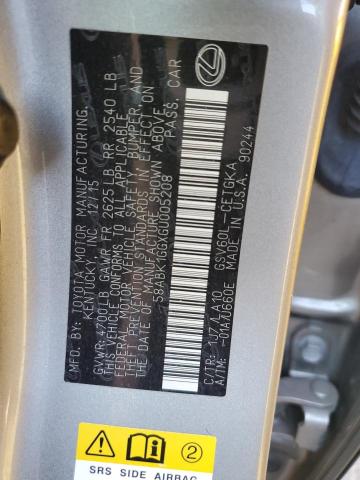 MFG. BY: TOYOTA MOTOR MANUFACTURING,
KENTUCKY, INC. 12/15
GVWR 4700LB GAWR FR 2625 LB RR 2540 LB
THIS VEHICLE CONFORMS TO ALL APPLICABLE
FEDERAL MOTOR VEHICLE SAFETY, BUMPER, AND
THEFT PREVENTION STANDARDS IN EFFECT ON
THE DATE OF MANUFACTURE SHOWN ABOVE.
58ABK1GGXGU005208 PASS. CAR
C/TR: 1J7/LA10 GSV60L-CETGKA
A/TM: -01A/U660E MADE IN U.S.A. 90244
2
SRS SIDE AIRBAG